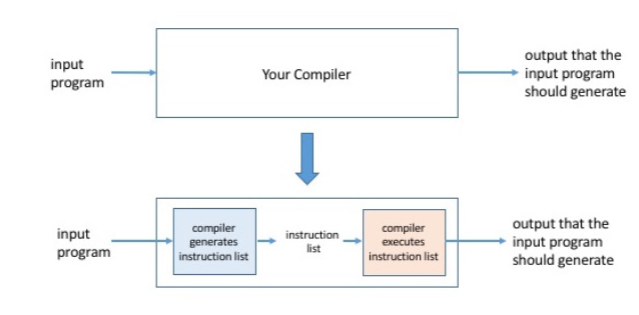 input
program
Your Compiler
output that the
input program
should generate
input
program
compiler
generates
instruction list
instruction
list
compiler
executes
instruction list
output that the
input program
should generate